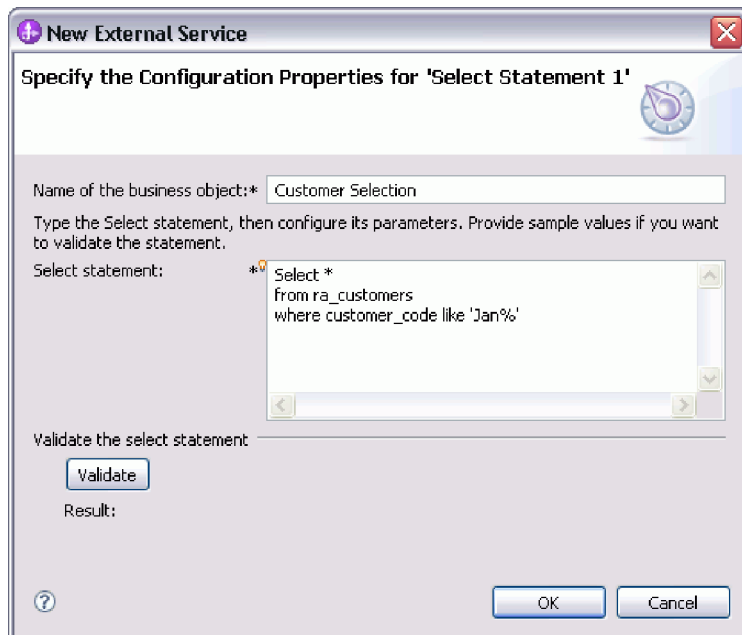 New External Service
Specify the Configuration Properties for 'Select Statement 1'
Name of the business object:* Customer Selection
Type the Select statement, then configure its parameters. Provide sample values if you want
to validate the statement.
Select statement: * Select *
from ra_customers
where customer_code like 'Jan%'
Validate the select statement
Validate
Result:
? OK Cancel